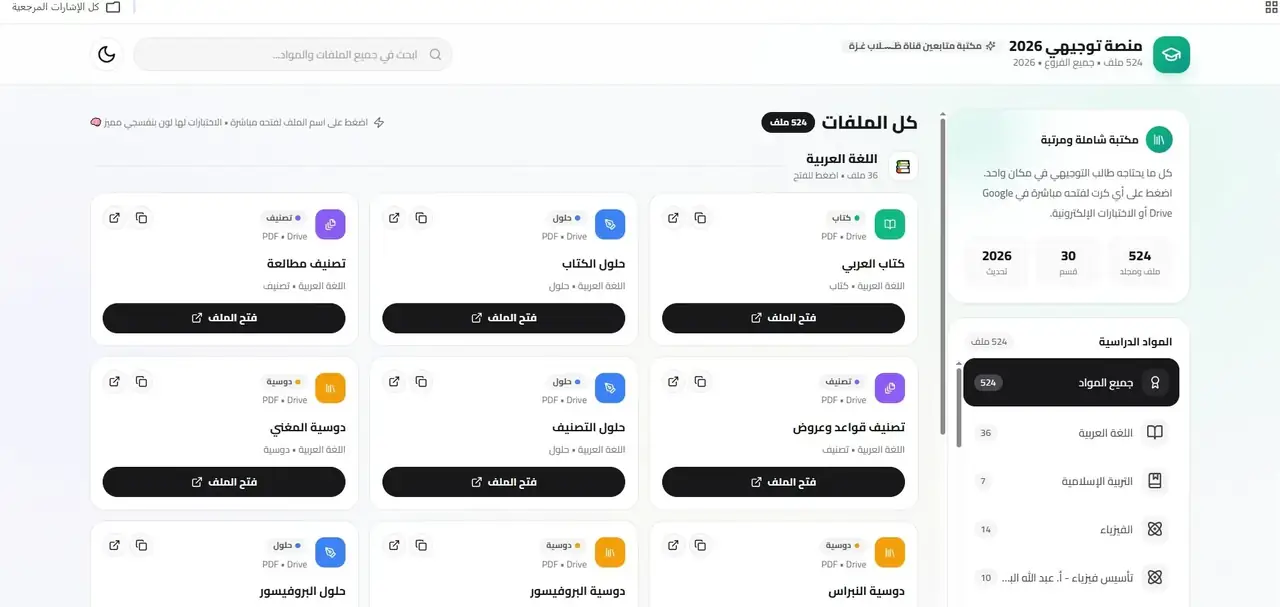 كل الإشارات المرجعية
منصة توجيهي 2026
524 ملف • جميع الفروع • 2026
مكتبة متابعين قناة طـــلاب غـزة
ابحث في جميع الملفات والمواد...
مكتبة شاملة ومرتبة
كل ما يحتاجه طالب التوجيهي في مكان واحد.
اضغط على أي كرت لفتحه مباشرة في Google
Drive أو الاختبارات الإلكترونية.
524
ملف ومجلد
30
قسم
2026
تحديث
المواد الدراسية
524 ملف
جميع المواد
524
اللغة العربية
36
التربية الإسلامية
7
الفيزياء
14
تأسيس فيزياء - أ. عبد الله الب...
10
كل الملفات
524 ملف
اضغط على اسم الملف لفتحه مباشرة • الاختبارات لها لون بنفسجي مميز
اللغة العربية
36 ملف • اضغط للفتح
كتاب
PDF • Drive
كتاب العربي
اللغة العربية • كتاب
فتح الملف
حلول
PDF • Drive
حلول الكتاب
اللغة العربية • حلول
فتح الملف
تصنيف
PDF • Drive
تصنيف مطالعة
اللغة العربية • تصنيف
فتح الملف
تصنيف
PDF • Drive
تصنيف قواعد وعروض
اللغة العربية • تصنيف
فتح الملف
حلول
PDF • Drive
حلول التصنيف
اللغة العربية • حلول
فتح الملف
دوسية
PDF • Drive
دوسية المغني
اللغة العربية • دوسية
فتح الملف
دوسية
PDF • Drive
دوسية النبراس
دوسية
PDF • Drive
دوسية البروفيسور
حلول
PDF • Drive
حلول البروفيسور